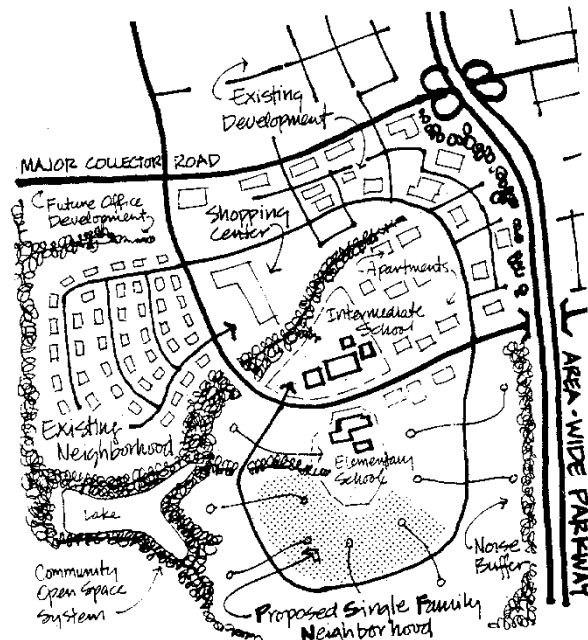 Existing
Development
MAJOR COLLECTOR ROAD
Future Office
Development
Shopping
Center
Apartments
Intermediate
School
Existing
Neighborhood
Elementary
School
Lake
Community
Open Space
System
Noise
Buffer
Proposed Single Family
Neighborhood
AREA-WIDE PARKWAY